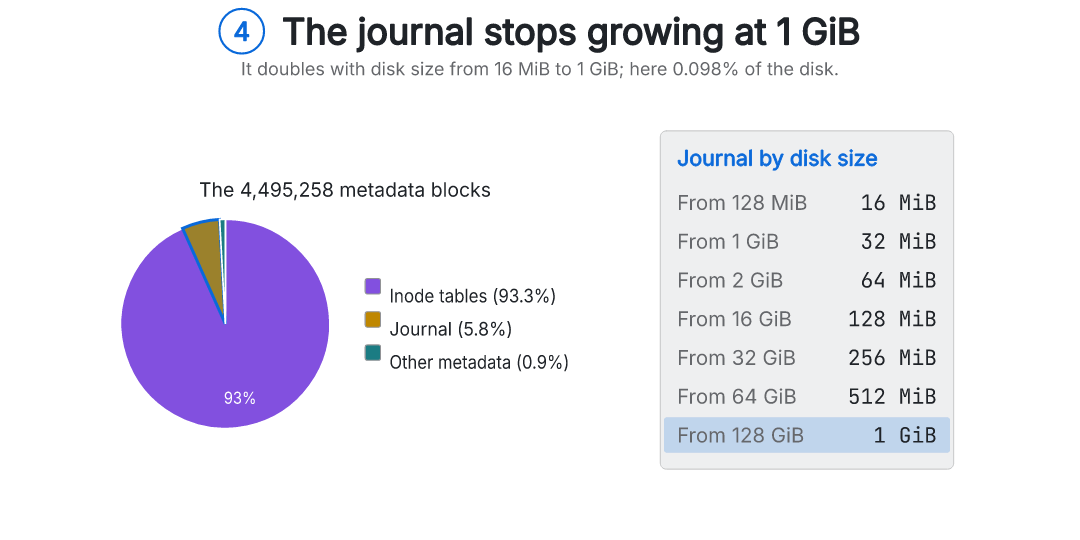 4 The journal stops growing at 1 GiB
It doubles with disk size from 16 MiB to 1 GiB; here 0.098% of the disk.
The 4,495,258 metadata blocks
93%
Inode tables (93.3%)
Journal (5.8%)
Other metadata (0.9%)
Journal by disk size
From 128 MiB 16 MiB
From 1 GiB 32 MiB
From 2 GiB 64 MiB
From 16 GiB 128 MiB
From 32 GiB 256 MiB
From 64 GiB 512 MiB
From 128 GiB 1 GiB